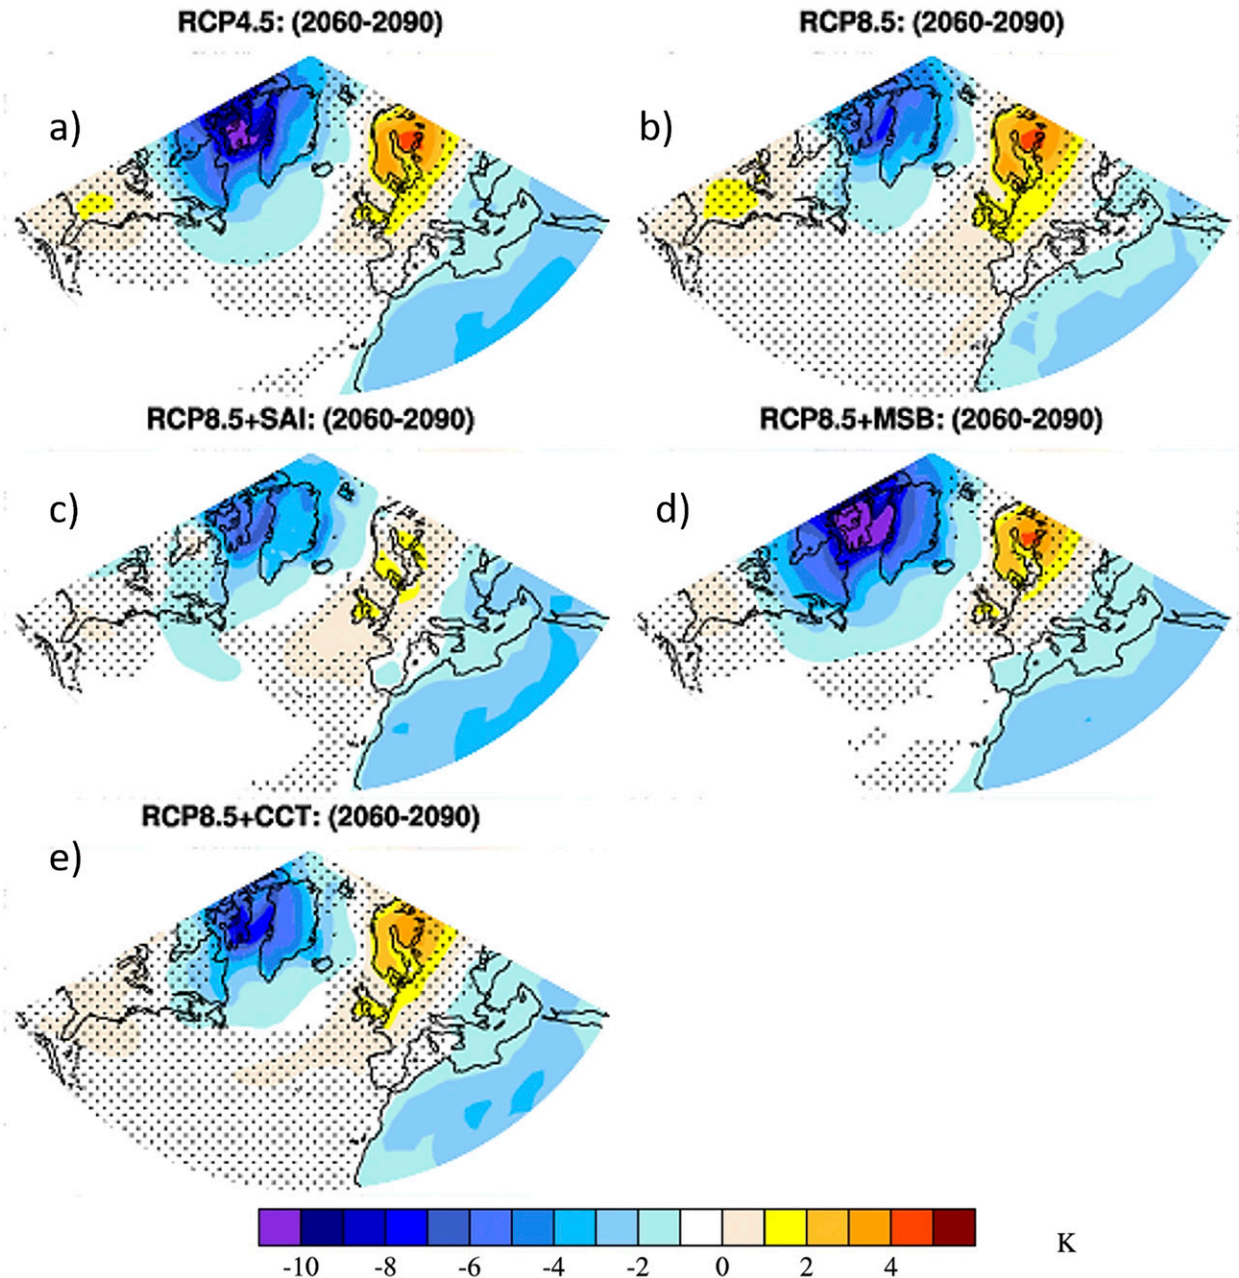 RCP4.5: (2060-2090)
RCP8.5: (2060-2090)
a)
b)
RCP8.5+SAI: (2060-2090)
RCP8.5+MSB: (2060-2090)
c)
d)
RCP8.5+CCT: (2060-2090)
e)
-10 -8 -6 -4 -2 0 2 4
K